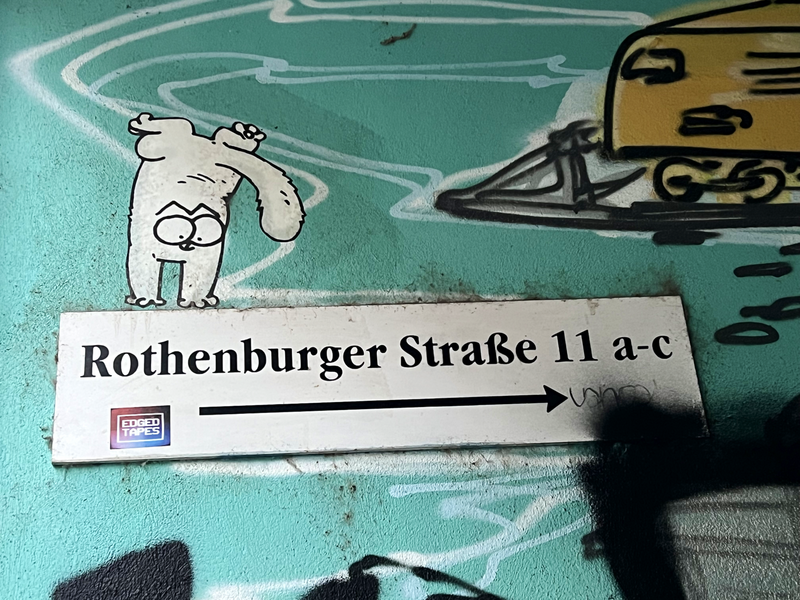 Rothenburger Straße 11 a-c
EDGED
TAPES